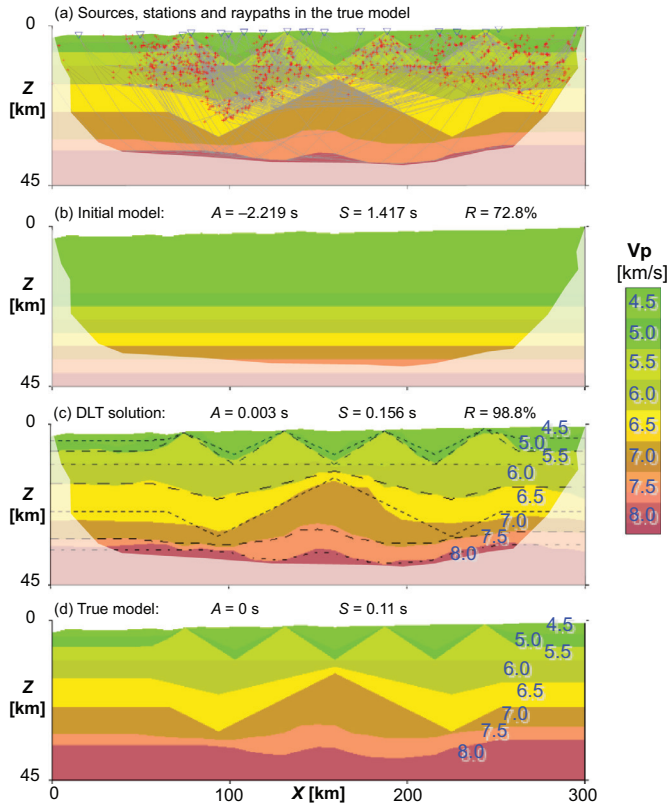 (a) Sources, stations and raypaths in the true model
0
Z
[km]
45
(b) Initial model: A = –2.219 s S = 1.417 s R = 72.8%
0
Z
[km]
45
Vp
[km/s]
4.5
5.0
5.5
6.0
6.5
7.0
7.5
8.0
(c) DLT solution: A = 0.003 s S = 0.156 s R = 98.8%
0
Z
[km]
45
4.5
5.0
5.5
6.0
6.5
7.0
7.5
8.0
(d) True model: A = 0 s S = 0.11 s
0
Z
[km]
45
4.5
5.0
5.5
6.0
6.5
7.0
7.5
8.0
0 100 200 300
X [km]